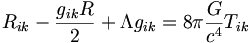 R_{ik} - \frac{g_{ik} R}{2} + \Lambda g_{ik} = 8\pi \frac{G}{c^4} T_{ik}